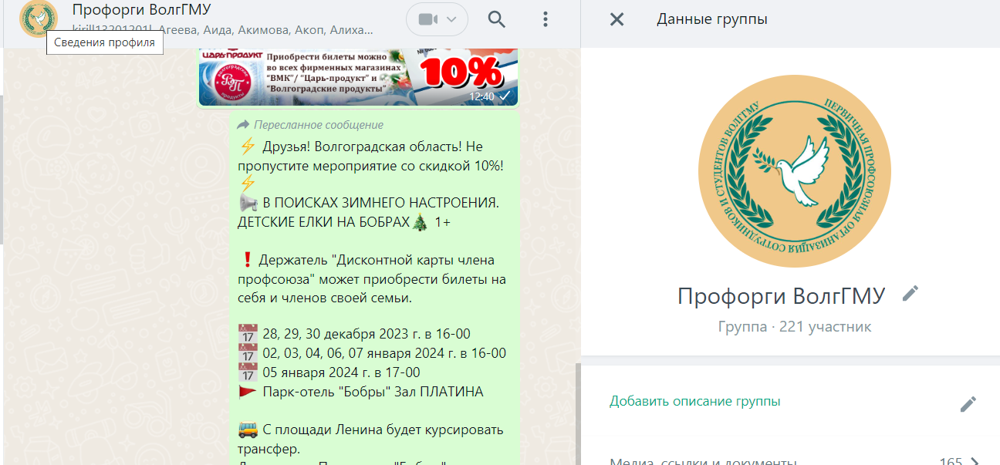 Профорги ВолгГМУ
kirill13201201l, Агеева, Аида, Акимова, Акоп, Алиха...
Сведения профиля
ЦАРЬ-ПРОДУКТ
ВОЛГОГРАДСКИЕ
РП
ПРОДУКТЫ
Приобрести билеты можно
во всех фирменных магазинах
"ВМК"/ "Царь-продукт" и
"Волгоградские продукты"
10%
12:40
Пересланное сообщение
⚡ Друзья! Волгоградская область! Не
пропустите мероприятие со скидкой 10%!
⚡
📢 В ПОИСКАХ ЗИМНЕГО НАСТРОЕНИЯ.
ДЕТСКИЕ ЕЛКИ НА БОБРАХ🎄 1+
❗ Держатель "Дисконтной карты члена
профсоюза" может приобрести билеты на
себя и членов своей семьи.
17 28, 29, 30 декабря 2023 г. в 16-00
17 02, 03, 04, 06, 07 января 2024 г. в 16-00
17 05 января 2024 г. в 17-00
🚩 Парк-отель "Бобры" Зал ПЛАТИНА
🚌 С площади Ленина будет курсировать
трансфер.
Данные группы
ПЕРВИЧНАЯ ПРОФСОЮЗНАЯ ОРГАНИЗАЦИЯ СОТРУДНИКОВ И СТУДЕНТОВ ВОЛГГМУ
Профорги ВолгГМУ
Группа · 221 участник
Добавить описание группы
Медиа, ссылки и документы
165